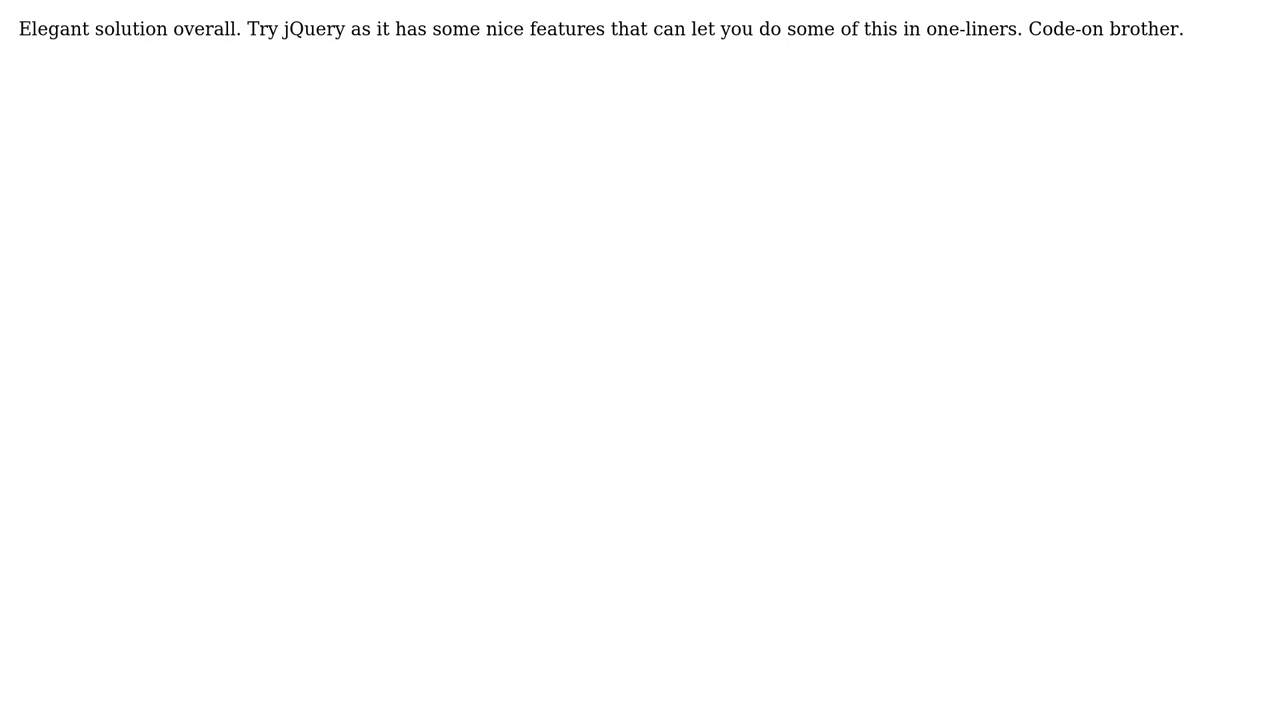 Elegant solution overall. Try jQuery as it has some nice features that can let you do some of this in one-liners. Code-on brother.